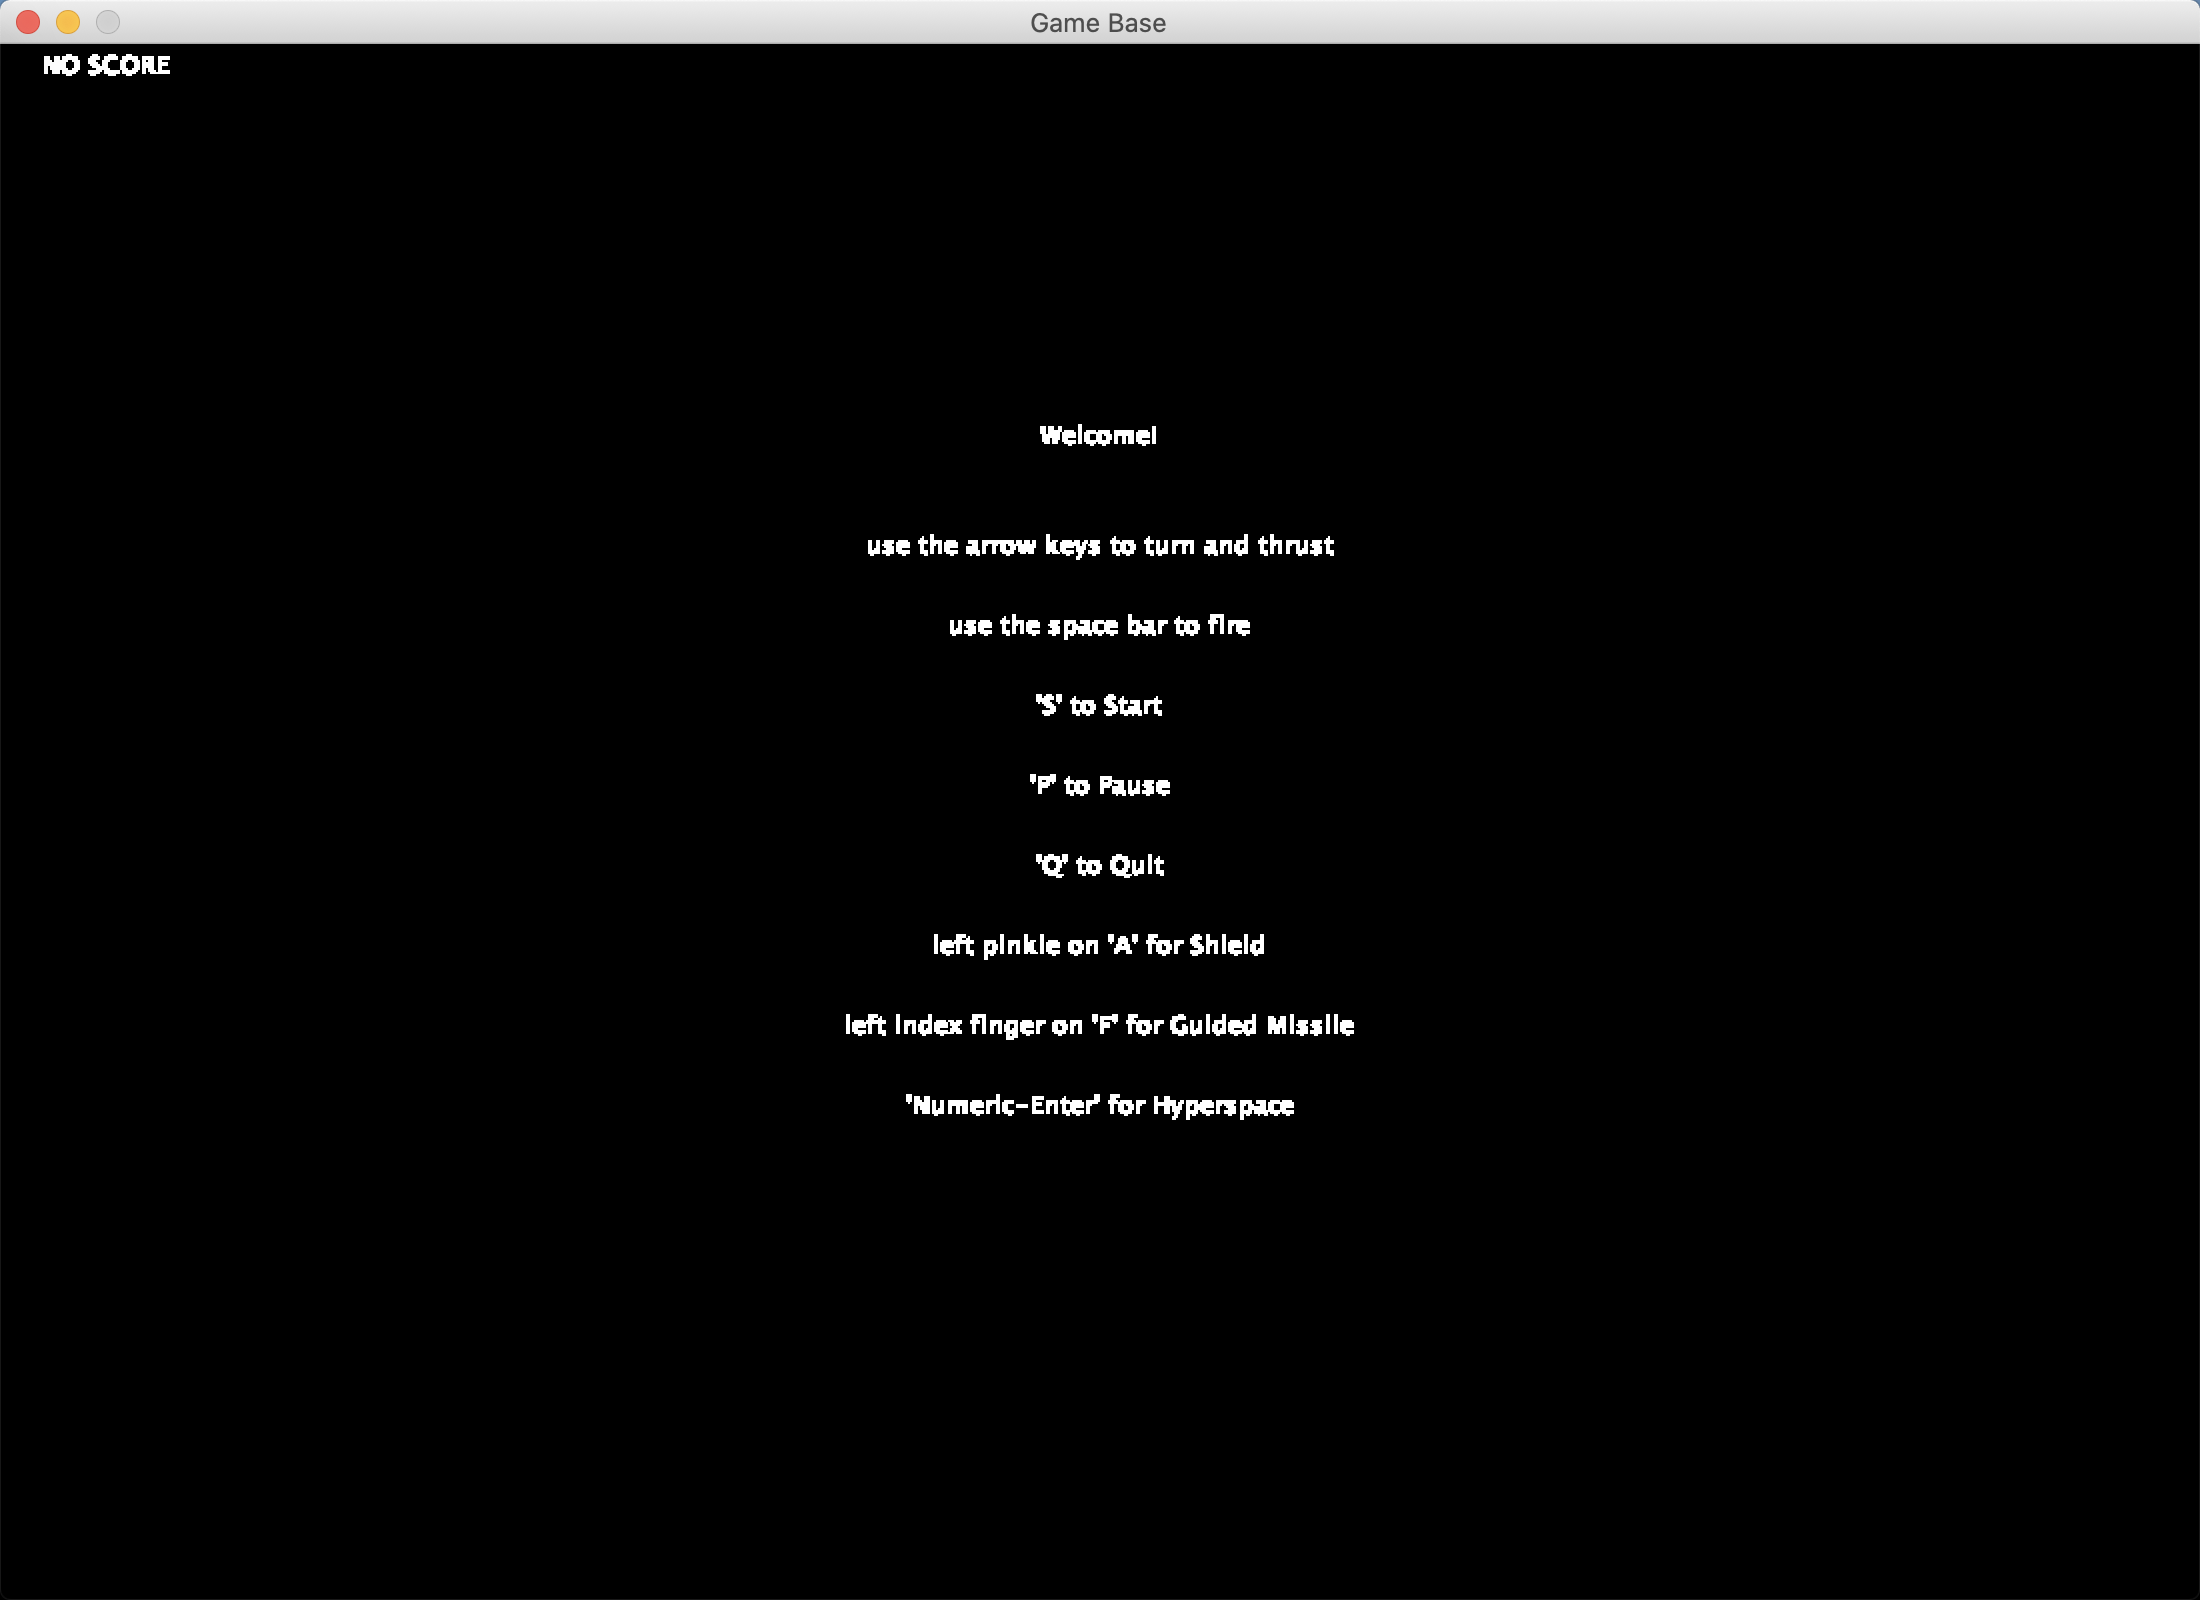 Game Base
NO SCORE
Welcome!
use the arrow keys to turn and thrust
use the space bar to fire
'S' to Start
'P' to Pause
'Q' to Quit
left pinkie on 'A' for Shield
left index finger on 'F' for Guided Missile
'Numeric-Enter' for Hyperspace